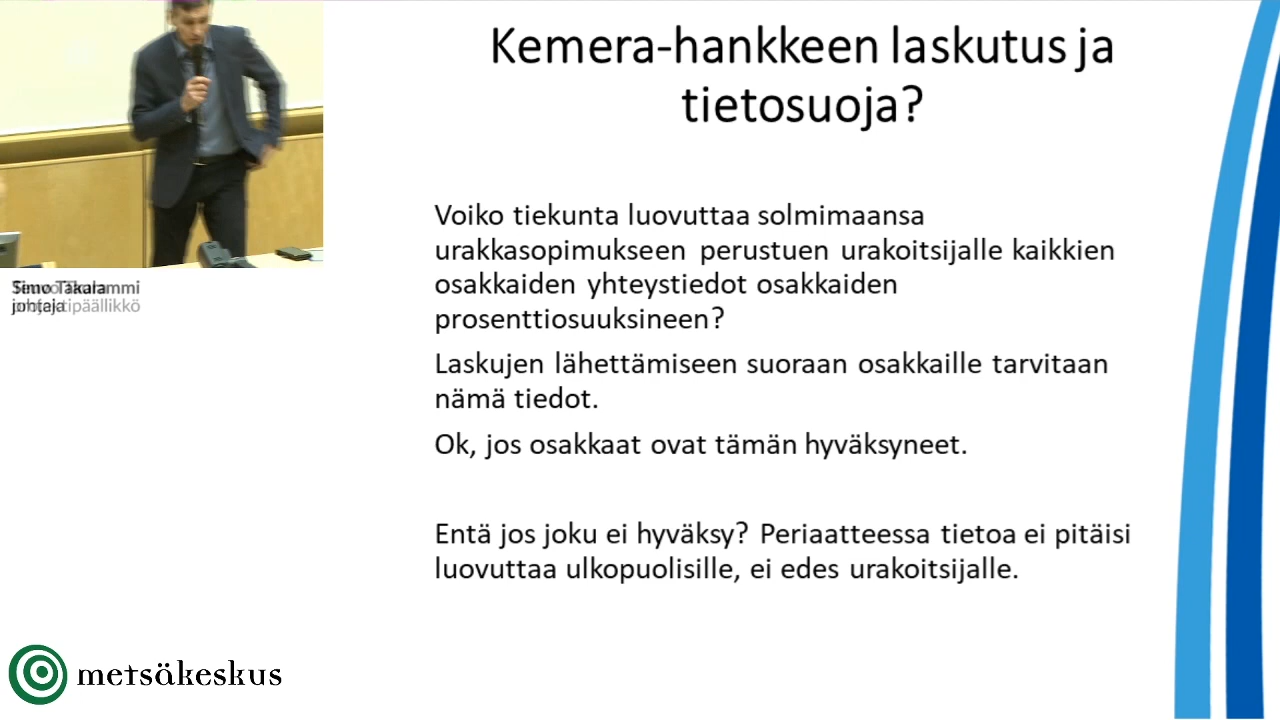 Kemera-hankkeen laskutus ja
tietosuoja?
Voiko tiekunta luovuttaa solmimaansa
urakkasopimukseen perustuen urakoitsijalle kaikkien
osakkaiden yhteystiedot osakkaiden
prosenttiosuuksineen?
Laskujen lähettämiseen suoraan osakkaille tarvitaan
nämä tiedot.
Ok, jos osakkaat ovat tämän hyväksyneet.
Entä jos joku ei hyväksy? Periaatteessa tietoa ei pitäisi
luovuttaa ulkopuolisille, ei edes urakoitsijalle.
metsäkeskus